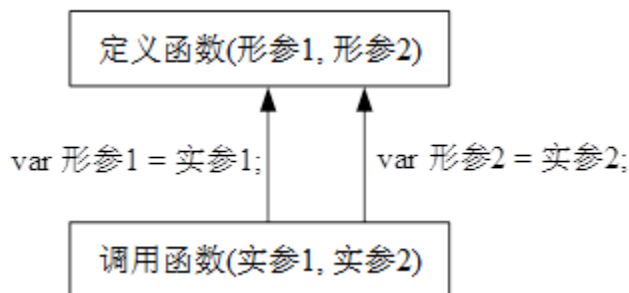 定义函数(形参1, 形参2)
var 形参1 = 实参1;
var 形参2 = 实参2;
调用函数(实参1, 实参2)